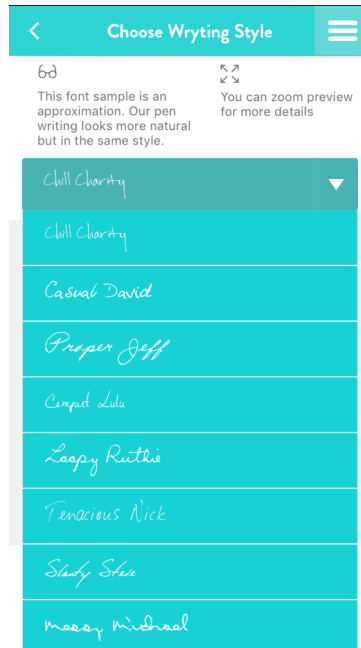 Choose Wryting Style
This font sample is an
approximation. Our pen
writing looks more natural
but in the same style.
You can zoom preview
for more details
Chill Charity
Chill Charity
Casual David
Proper Jeff
Compact Lulu
Loopy Ruthie
Tenacious Nick
Slanty Steve
Messy Michael